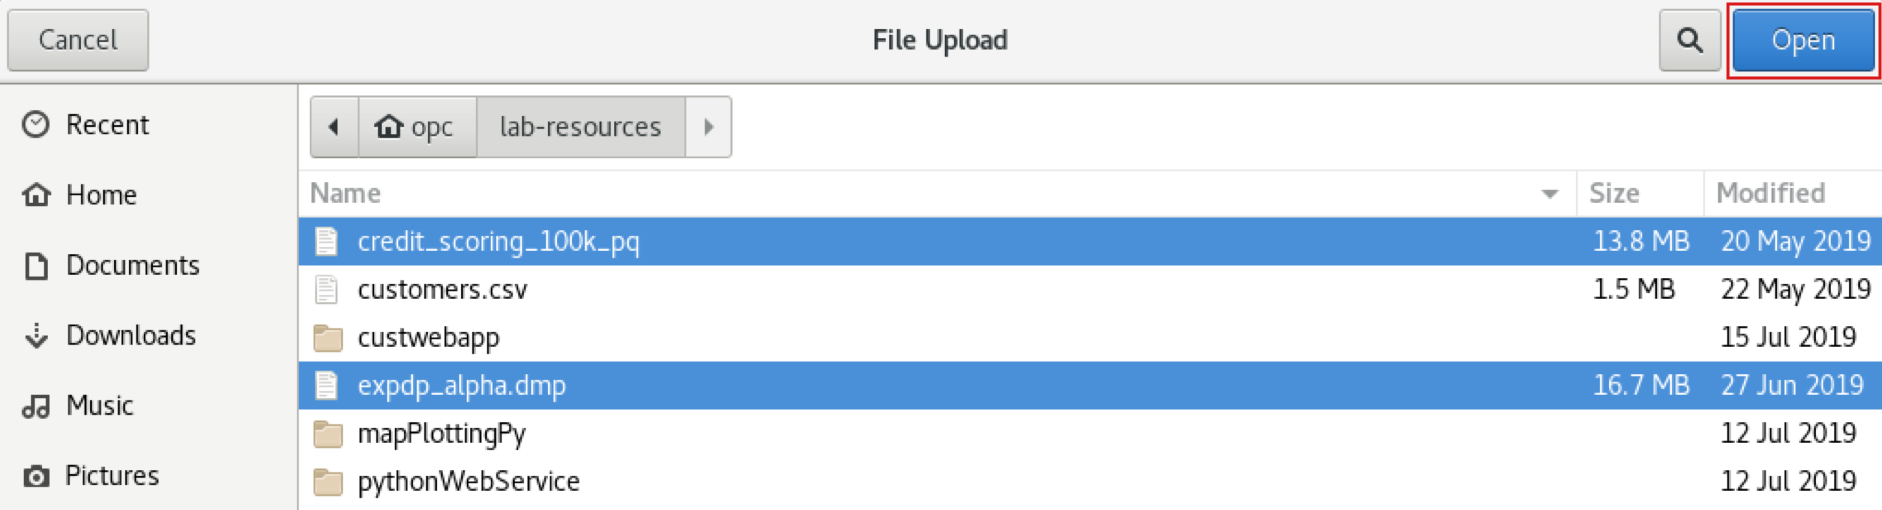 Cancel File Upload Open
Recent
Home
Documents
Downloads
Music
Pictures
opc lab-resources
Name Size Modified
credit_scoring_100k_pq 13.8 MB 20 May 2019
customers.csv 1.5 MB 22 May 2019
custwebapp 15 Jul 2019
expdp_alpha.dmp 16.7 MB 27 Jun 2019
mapPlottingPy 12 Jul 2019
pythonWebService 12 Jul 2019